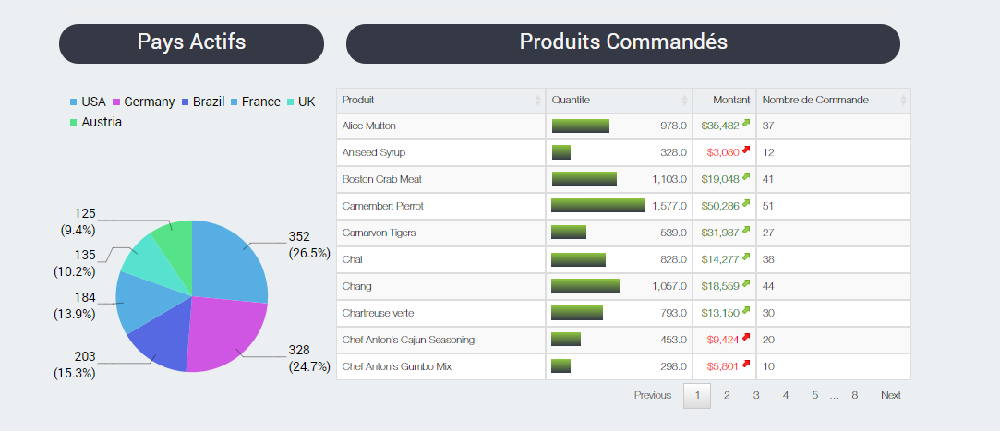 Pays Actifs
Produits Commandés
USA Germany Brazil France UK
Austria
125
(9.4%)
135
(10.2%)
184
(13.9%)
203
(15.3%)
352
(26.5%)
328
(24.7%)
Produit Quantite Montant Nombre de Commande
Alice Mutton 978.0 $35,482 37
Aniseed Syrup 328.0 $3,080 12
Boston Crab Meat 1,103.0 $19,048 41
Camembert Pierrot 1,577.0 $50,286 51
Carnarvon Tigers 539.0 $31,987 27
Chai 828.0 $14,277 38
Chang 1,057.0 $18,559 44
Chartreuse verte 793.0 $13,150 30
Chef Anton's Cajun Seasoning 453.0 $9,424 20
Chef Anton's Gumbo Mix 298.0 $5,801 10
Previous 1 2 3 4 5 ... 8 Next